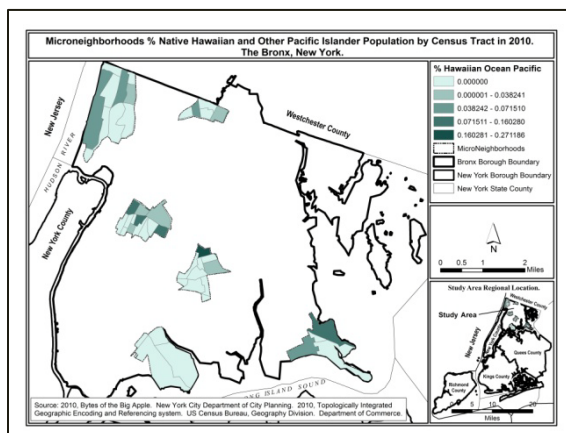 Microneighborhoods % Native Hawaiian and Other Pacific Islander Population by Census Tract in 2010.
The Bronx, New York.
% Hawaiian Ocean Pacific
0.000000
0.000001 - 0.038241
0.038242 - 0.071510
0.071511 - 0.160280
0.160281 - 0.271186
MicroNeighborhoods
Bronx Borough Boundary
New York Borough Boundary
New York State County
New Jersey
HUDSON RIVER
Westchester County
New York County
LONG ISLAND SOUND
N
0 0.5 1 2
Miles
Study Area Regional Location.
Westchester County
Study Area
New Jersey
New York County
Queens County
Kings County
Richmond
County
0 5 10 20
Miles
Source: 2010, Bytes of the Big Apple. New York City Department of City Planning. 2010, Topologically Integrated
Geographic Encoding and Referencing system. US Census Bureau, Geography Division. Department of Commerce.